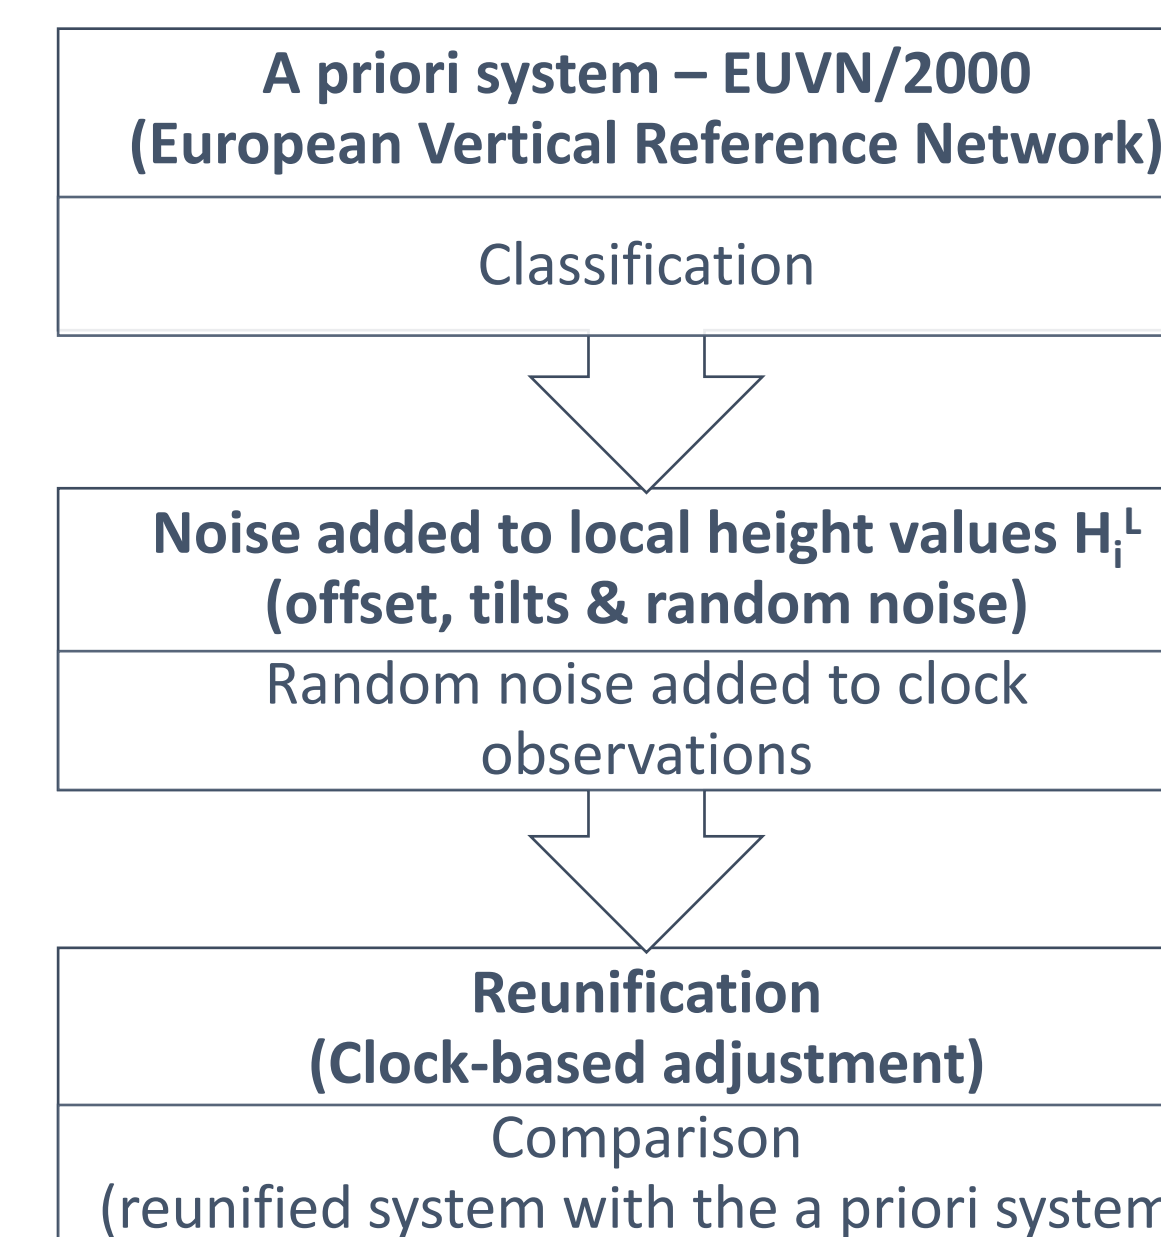 A priori system – EUVN/2000
(European Vertical Reference Network)
Classification
Noise added to local height values Hᵢᴸ
(offset, tilts & random noise)
Random noise added to clock
observations
Reunification
(Clock-based adjustment)
Comparison
(reunified system with the a priori system